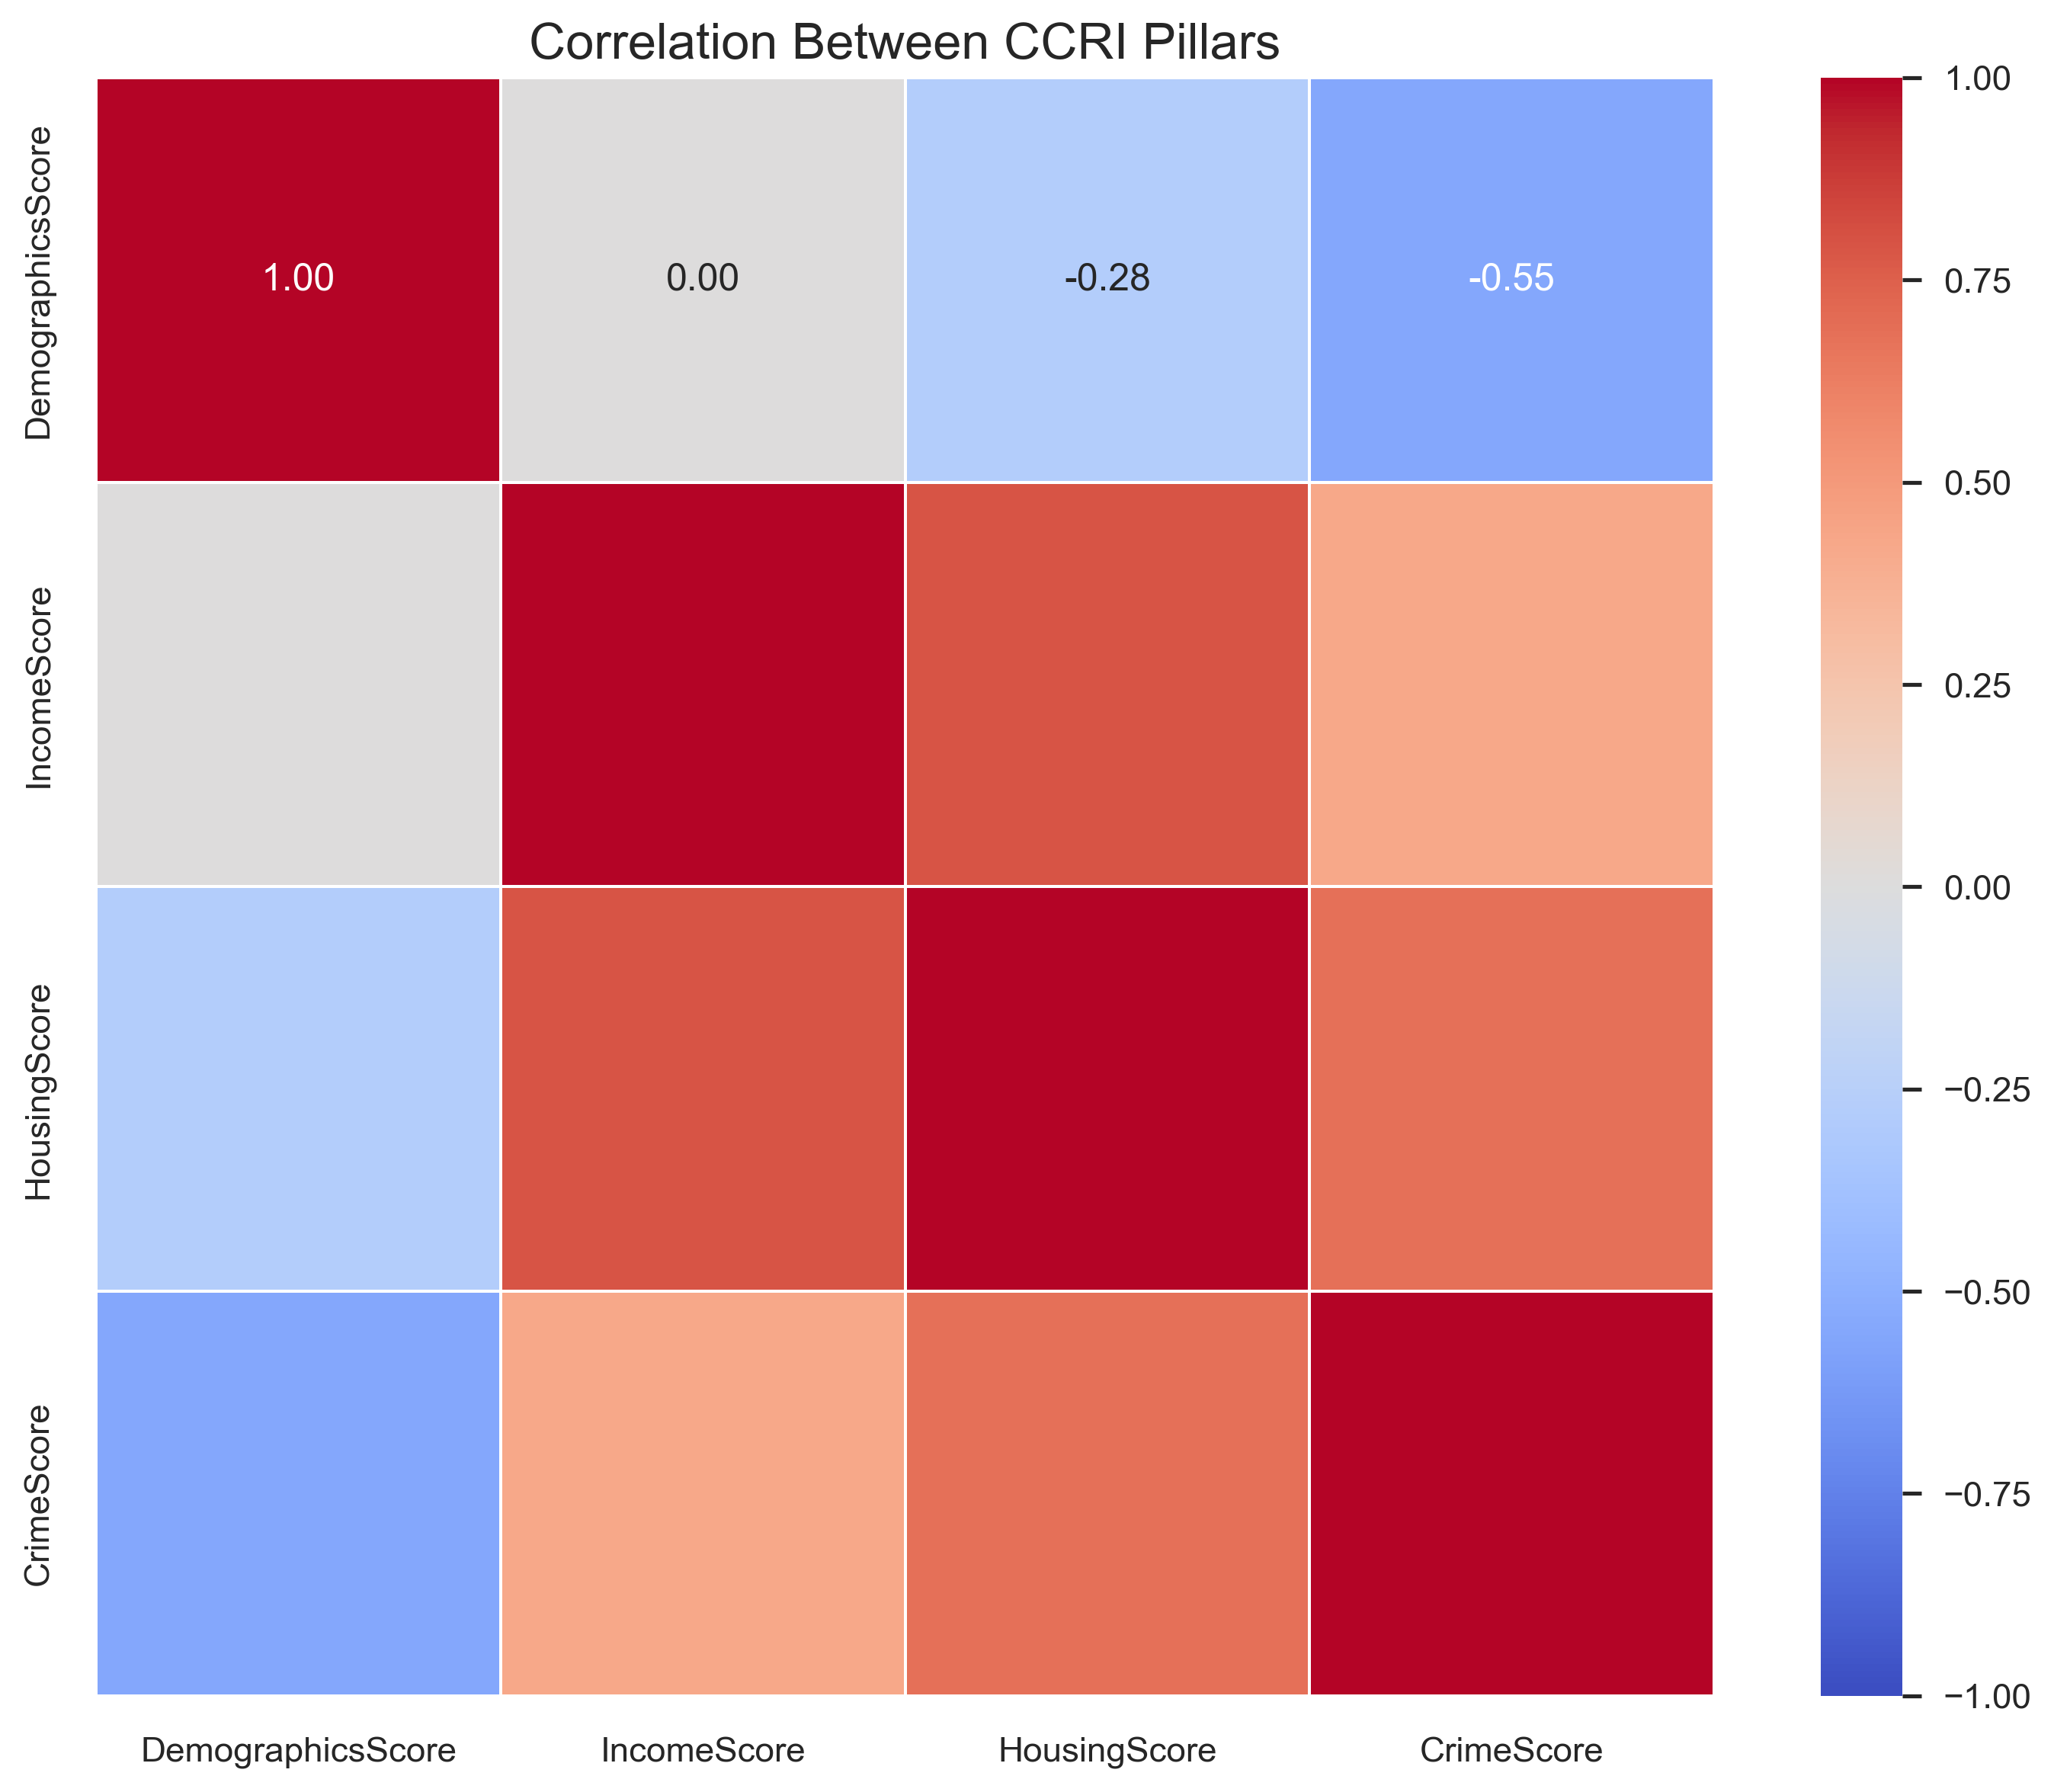 Correlation Between CCRI Pillars
DemographicsScore
1.00
0.00
-0.28
-0.55
IncomeScore
HousingScore
CrimeScore
DemographicsScore
IncomeScore
HousingScore
CrimeScore
1.00
0.75
0.50
0.25
0.00
−0.25
−0.50
−0.75
−1.00